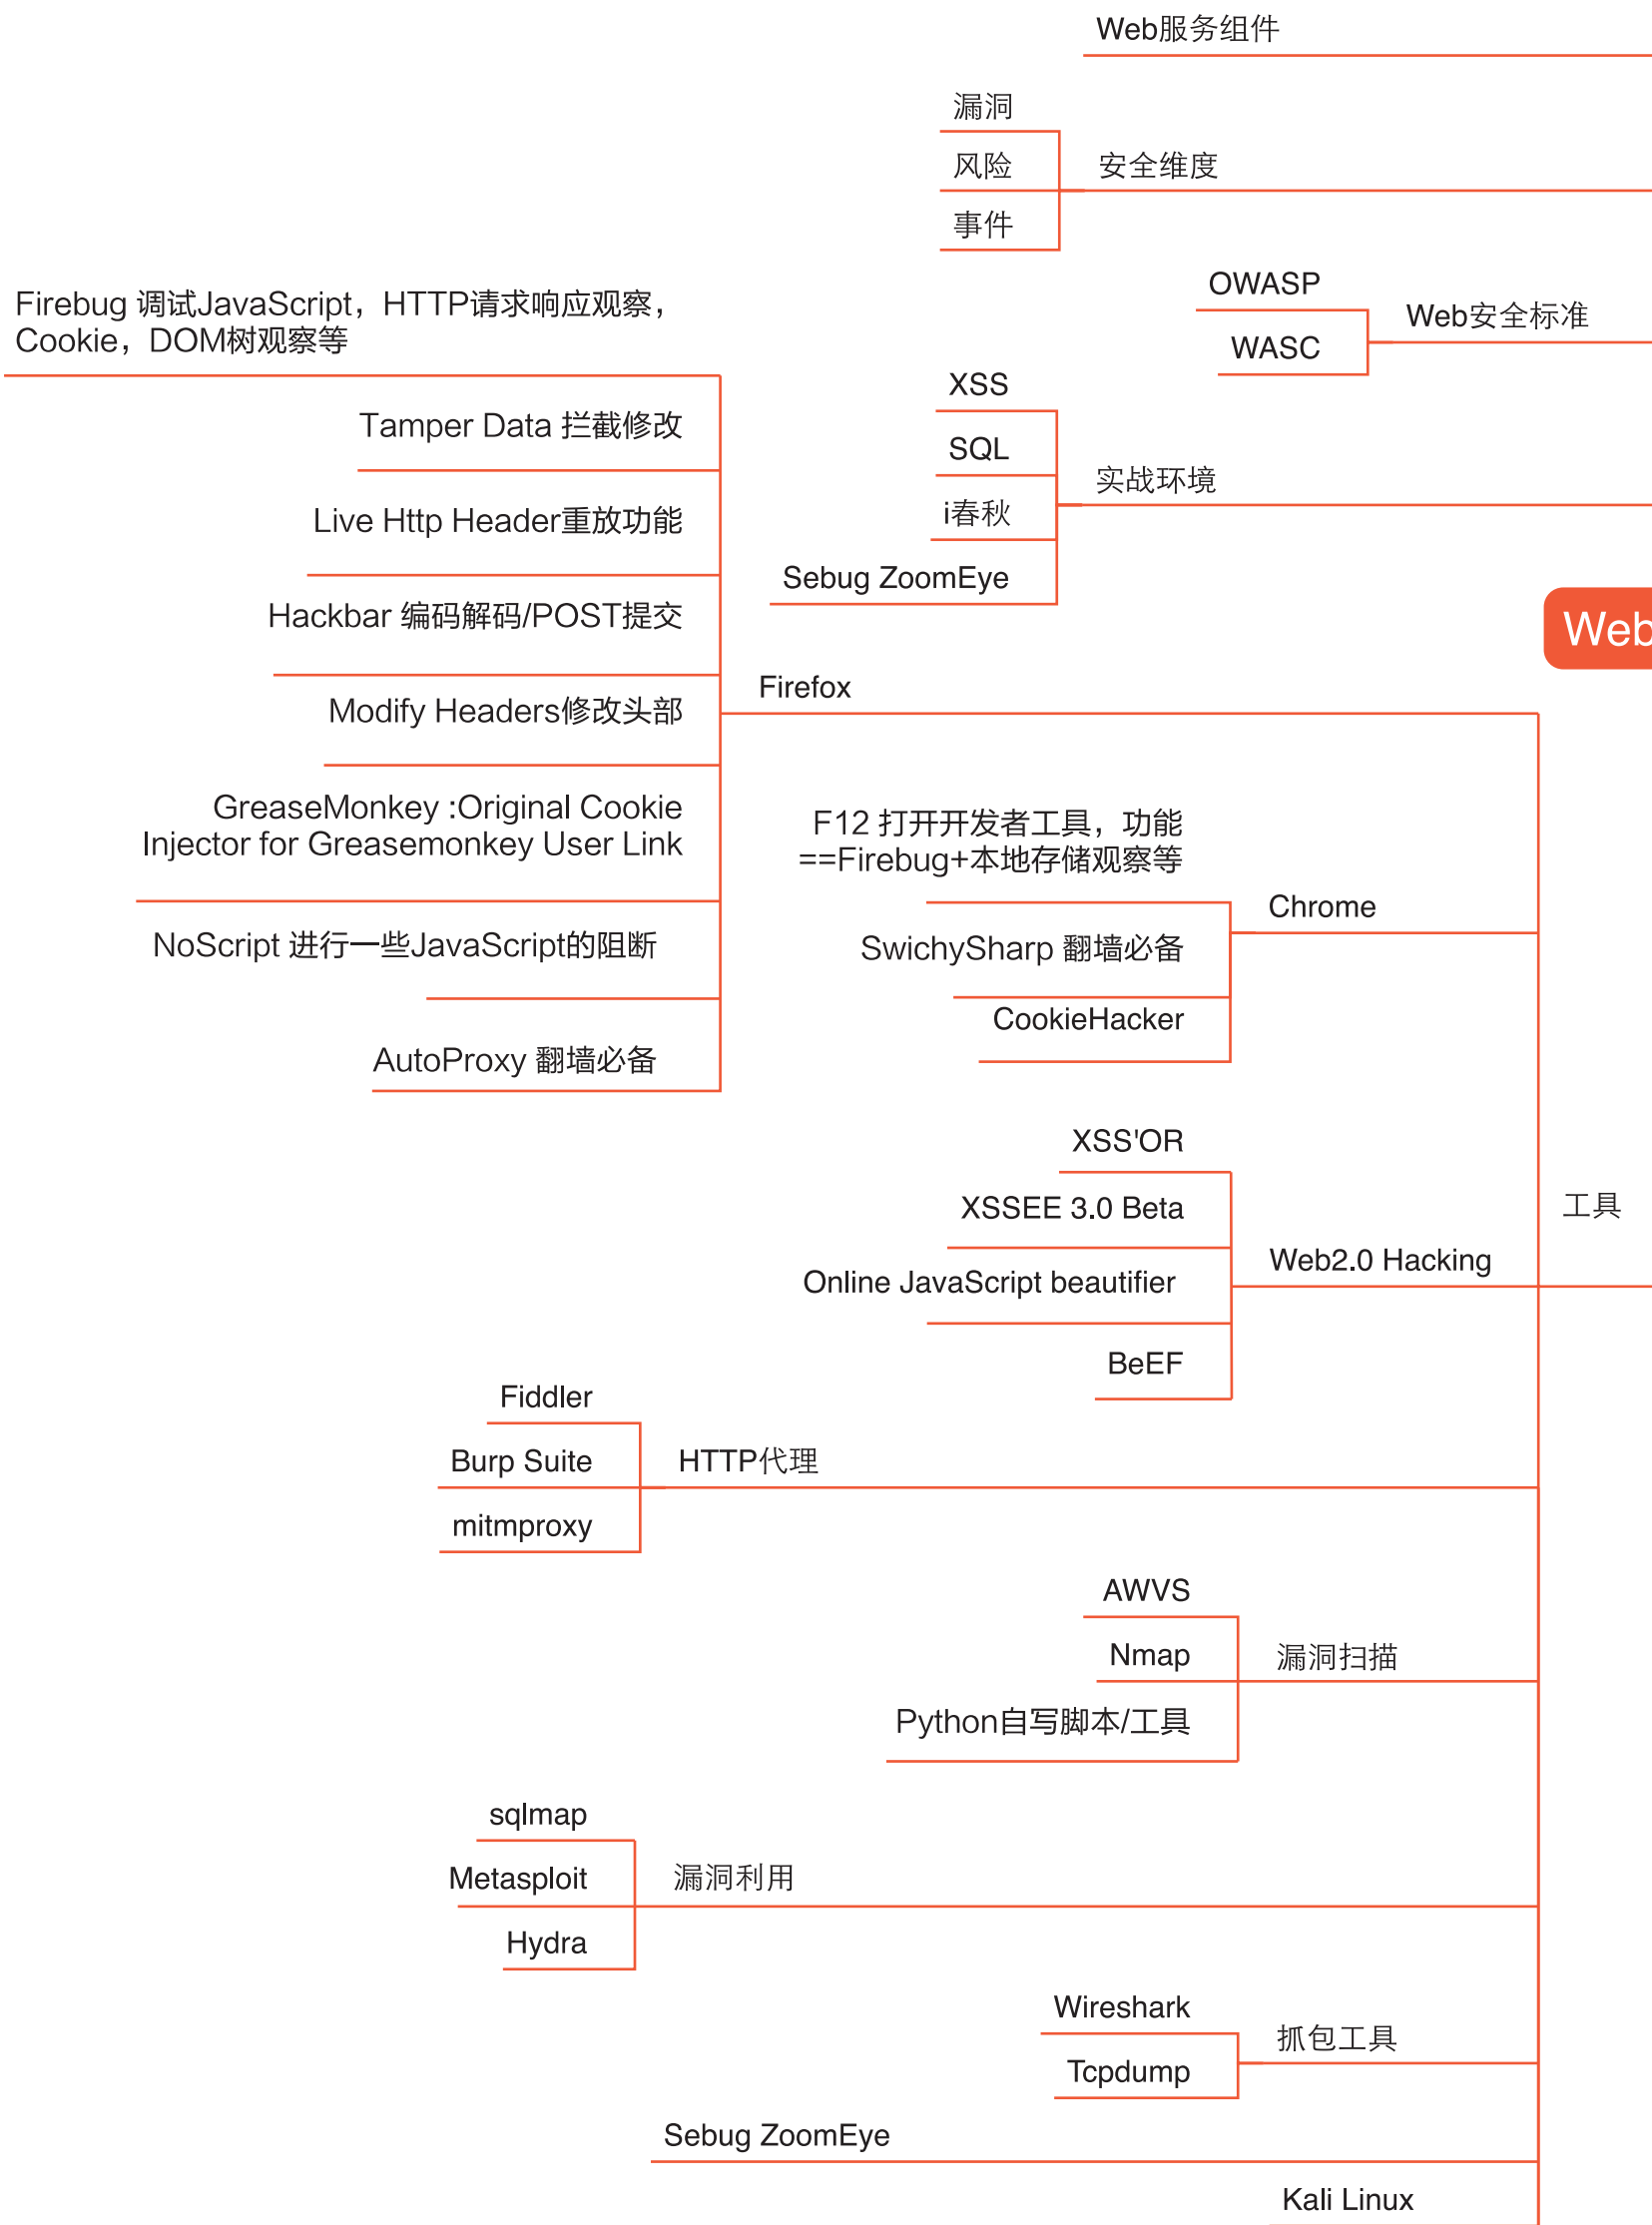 Web服务组件
漏洞
风险
安全维度
事件
OWASP
Web安全标准
WASC
Firebug 调试JavaScript，HTTP请求响应观察，
Cookie，DOM树观察等
Tamper Data 拦截修改
Live Http Header重放功能
Hackbar 编码解码/POST提交
Modify Headers修改头部
GreaseMonkey :Original Cookie
Injector for Greasemonkey User Link
NoScript 进行一些JavaScript的阻断
AutoProxy 翻墙必备
Firefox
XSS
SQL
实战环境
i春秋
Sebug ZoomEye
Web
F12 打开开发者工具，功能
==Firebug+本地存储观察等
Chrome
SwichySharp 翻墙必备
CookieHacker
XSS'OR
XSSEE 3.0 Beta
Online JavaScript beautifier
BeEF
Web2.0 Hacking
工具
Fiddler
Burp Suite
HTTP代理
mitmproxy
AWVS
Nmap
漏洞扫描
Python自写脚本/工具
sqlmap
Metasploit
漏洞利用
Hydra
Wireshark
抓包工具
Tcpdump
Sebug ZoomEye
Kali Linux